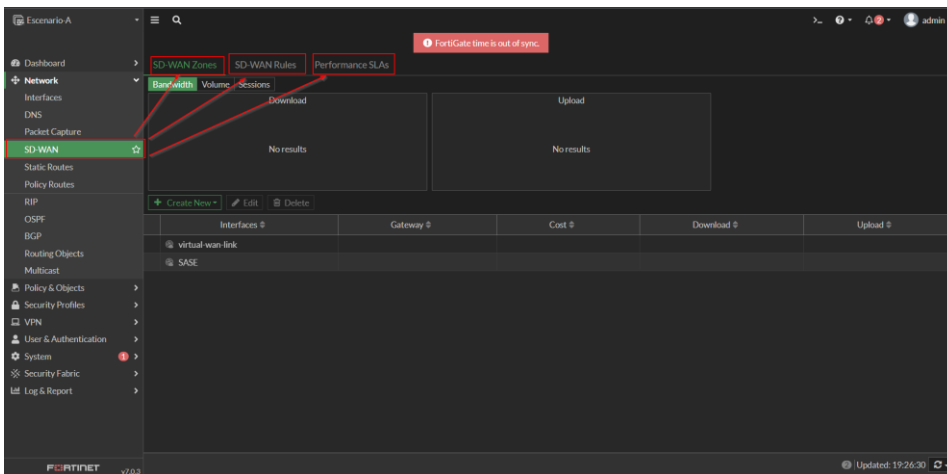 Escenario-A
admin
2
FortiGate time is out of sync.
Dashboard
Network
Interfaces
DNS
Packet Capture
SD-WAN
Static Routes
Policy Routes
RIP
OSPF
BGP
Routing Objects
Multicast
Policy & Objects
Security Profiles
VPN
User & Authentication
System
1
Security Fabric
Log & Report
FORTINET
v7.0.3
SD-WAN Zones SD-WAN Rules Performance SLAs
Bandwidth Volume Sessions
Download
No results
Upload
No results
+ Create New Edit Delete
Interfaces Gateway Cost Download Upload
virtual-wan-link
SASE
Updated: 19:26:30